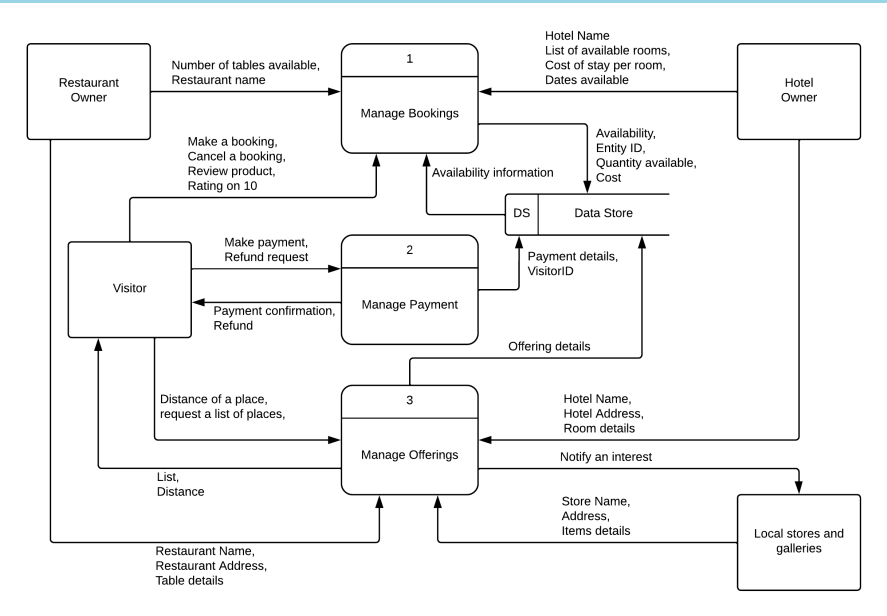 Hotel Name
List of available rooms,
Cost of stay per room,
Dates available
Number of tables available,
Restaurant name
1
Manage Bookings
Restaurant
Owner
Hotel
Owner
Make a booking,
Cancel a booking,
Review product,
Rating on 10
Availability,
Entity ID,
Quantity available,
Cost
Availability information
DS
Data Store
Make payment,
Refund request
2
Manage Payment
Payment details,
VisitorID
Visitor
Payment confirmation,
Refund
Offering details
Distance of a place,
request a list of places,
3
Manage Offerings
Hotel Name,
Hotel Address,
Room details
Notify an interest
List,
Distance
Store Name,
Address,
Items details
Local stores and
galleries
Restaurant Name,
Restaurant Address,
Table details